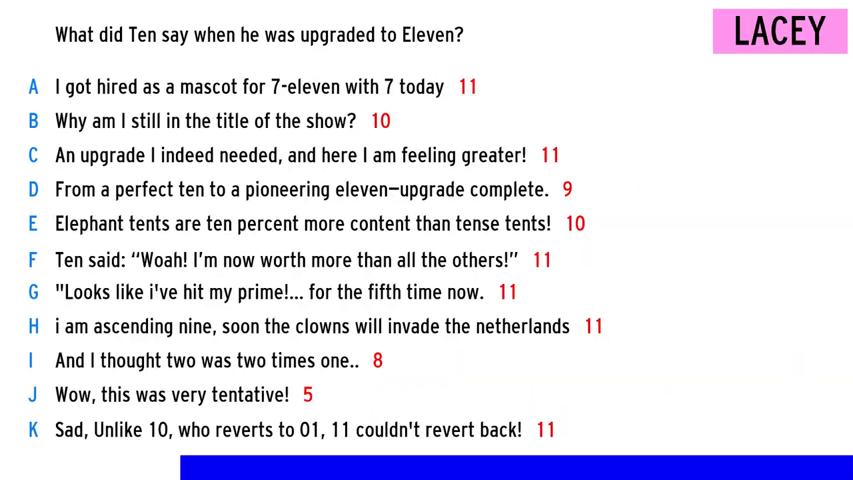 What did Ten say when he was upgraded to Eleven?
LACEY
A I got hired as a mascot for 7-eleven with 7 today 11
B Why am I still in the title of the show? 10
C An upgrade I indeed needed, and here I am feeling greater! 11
D From a perfect ten to a pioneering eleven—upgrade complete. 9
E Elephant tents are ten percent more content than tense tents! 10
F Ten said: “Woah! I’m now worth more than all the others!” 11
G "Looks like i've hit my prime!... for the fifth time now. 11
H i am ascending nine, soon the clowns will invade the netherlands 11
I And I thought two was two times one.. 8
J Wow, this was very tentative! 5
K Sad, Unlike 10, who reverts to 01, 11 couldn't revert back! 11